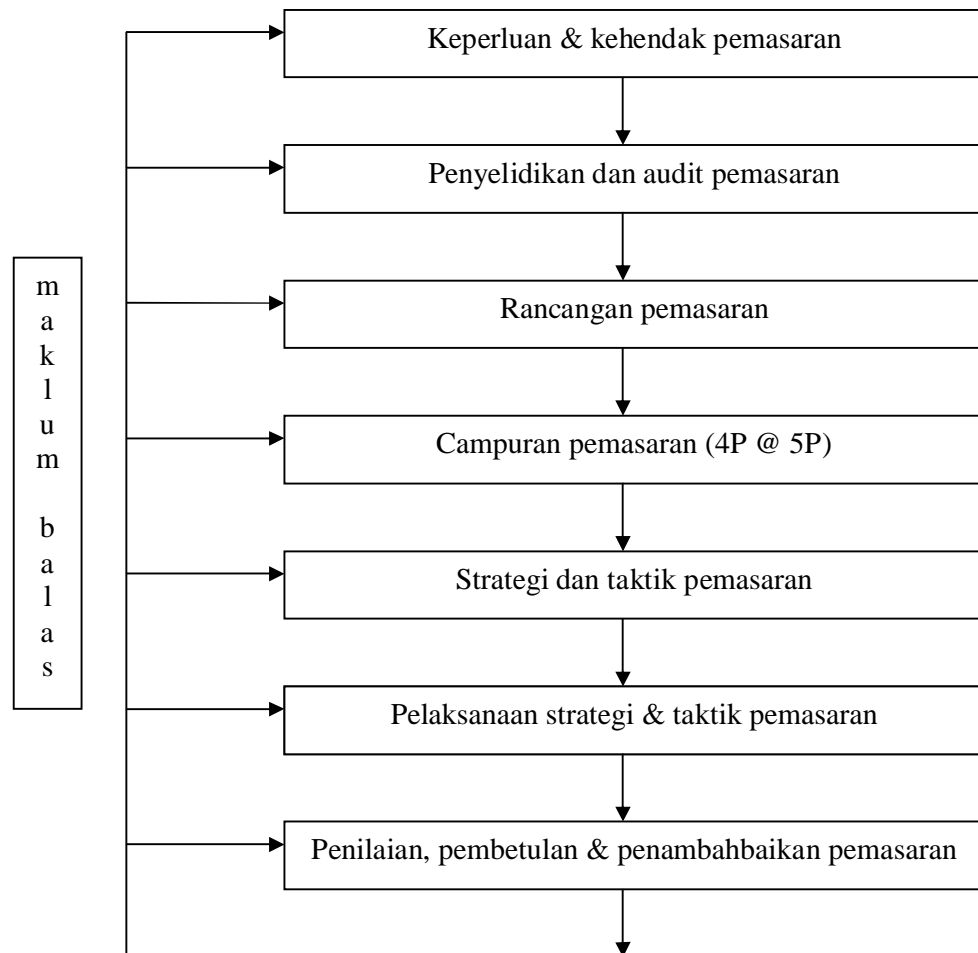 Keperluan & kehendak pemasaran
Penyelidikan dan audit pemasaran
Rancangan pemasaran
Campuran pemasaran (4P @ 5P)
Strategi dan taktik pemasaran
Pelaksanaan strategi & taktik pemasaran
Penilaian, pembetulan & penambahbaikan pemasaran
m
a
k
l
u
m
b
a
l
a
s